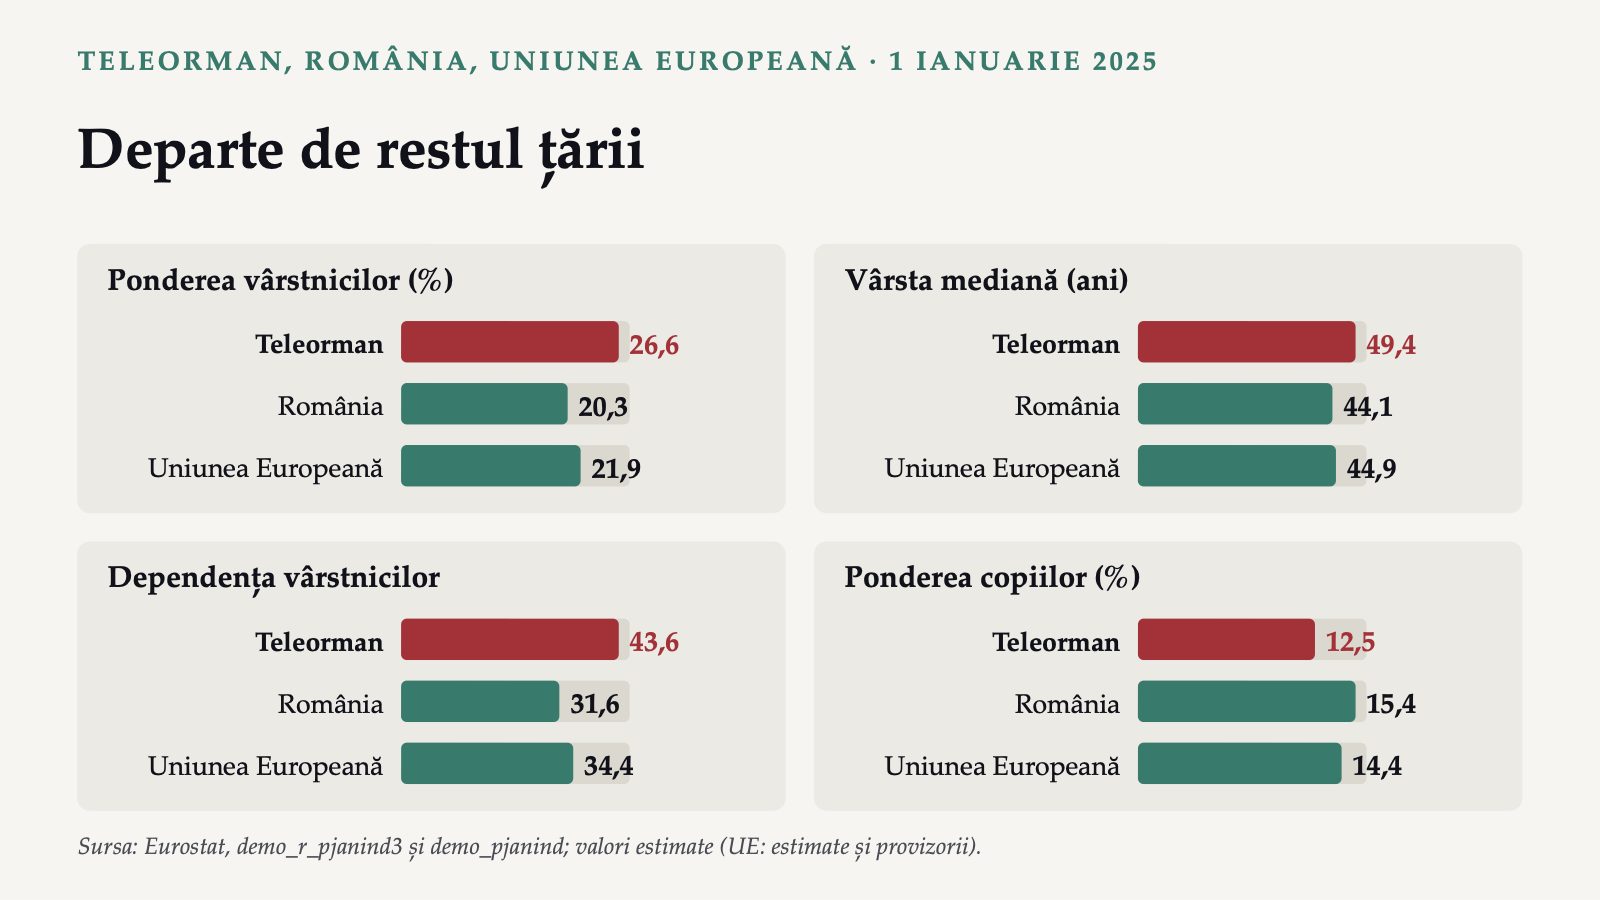 TELEORMAN, ROMÂNIA, UNIUNEA EUROPEANĂ · 1 IANUARIE 2025
Departe de restul țării
Ponderea vârstnicilor (%)
Teleorman 26,6
România 20,3
Uniunea Europeană 21,9
Vârsta mediană (ani)
Teleorman 49,4
România 44,1
Uniunea Europeană 44,9
Dependența vârstnicilor
Teleorman 43,6
România 31,6
Uniunea Europeană 34,4
Ponderea copiilor (%)
Teleorman 12,5
România 15,4
Uniunea Europeană 14,4
Sursa: Eurostat, demo_r_pjanind3 și demo_pjanind; valori estimate (UE: estimate și provizorii).